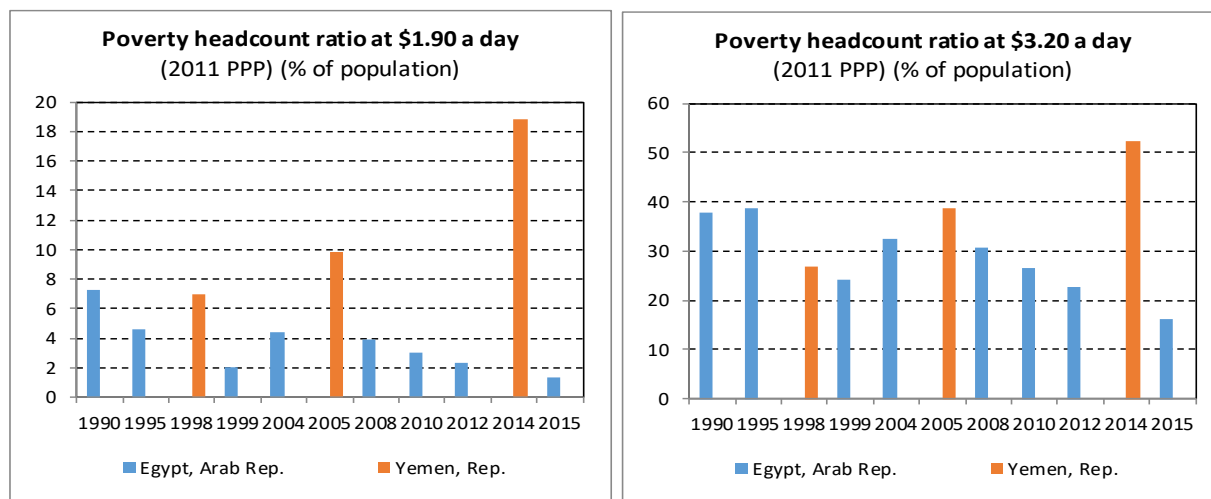 Poverty headcount ratio at $1.90 a day
(2011 PPP) (% of population)
20
18
16
14
12
10
8
6
4
2
0
1990 1995 1998 1999 2004 2005 2008 2010 2012 2014 2015
Egypt, Arab Rep. Yemen, Rep.
Poverty headcount ratio at $3.20 a day
(2011 PPP) (% of population)
60
50
40
30
20
10
0
1990 1995 1998 1999 2004 2005 2008 2010 2012 2014 2015
Egypt, Arab Rep. Yemen, Rep.